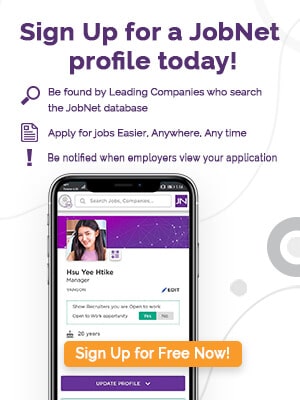 Sign Up for a JobNet
profile today!
Be found by Leading Companies who search
the JobNet database
Apply for jobs Easier, Anywhere, Any time
Be notified when employers view your application
Search Jobs, Companies...
JN
Hsu Yee Htike
Manager
YANGON
EDIT
Show Recruiters you are Open to work
Open to Work opportunity
Yes
No
26 years
Sign Up for Free Now!
UPDATE PROFILE